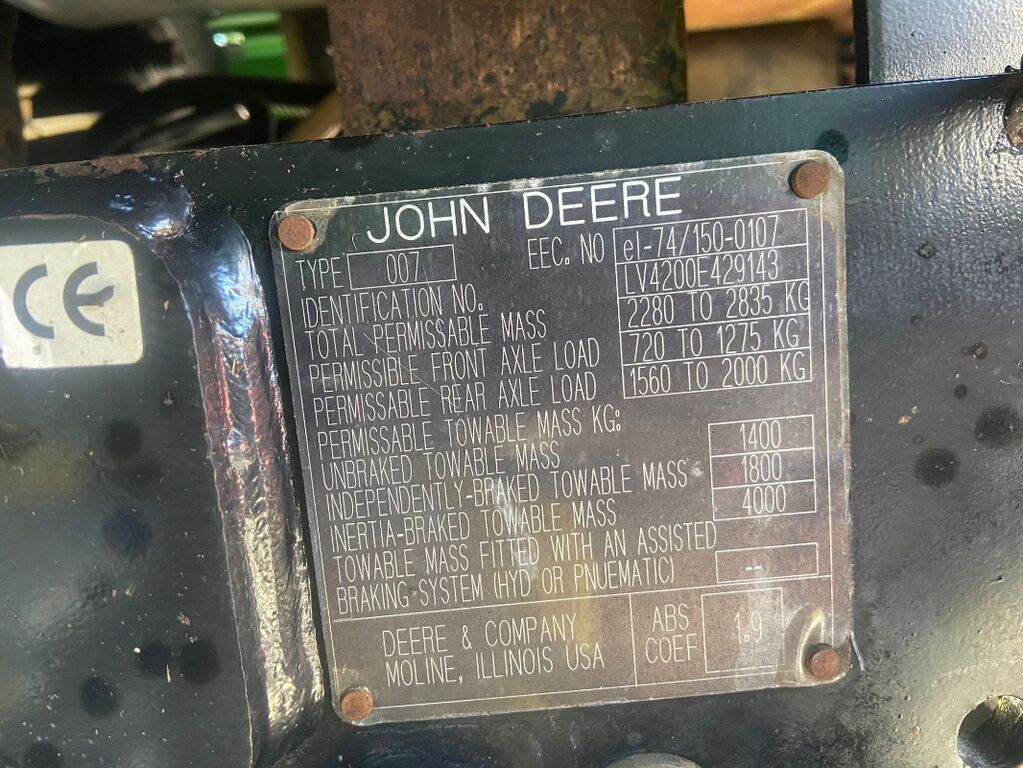 CE
JOHN DEERE
TYPE 007 EEC. NO e1-74/150-0107
IDENTIFICATION NO. LV4200E429143
TOTAL PERMISSABLE MASS 2280 TO 2835 KG
PERMISSIBLE FRONT AXLE LOAD 720 TO 1275 KG
PERMISSABLE REAR AXLE LOAD 1560 TO 2000 KG
PERMISSABLE TOWABLE MASS KG:
UNBRAKED TOWABLE MASS 1400
INDEPENDENTLY-BRAKED TOWABLE MASS 1800
INERTIA-BRAKED TOWABLE MASS 4000
TOWABLE MASS FITTED WITH AN ASSISTED
BRAKING SYSTEM (HYD OR PNUEMATIC) --
DEERE & COMPANY
MOLINE, ILLINOIS USA
ABS
COEF
1.9